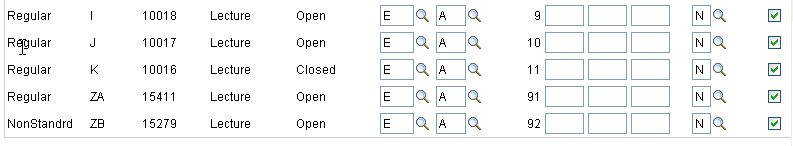 Regular I 10018 Lecture Open E A 9 N
Regular J 10017 Lecture Open E A 10 N
Regular K 10016 Lecture Closed E A 11 N
Regular ZA 15411 Lecture Open E A 91 N
NonStandrd ZB 15279 Lecture Open E A 92 N